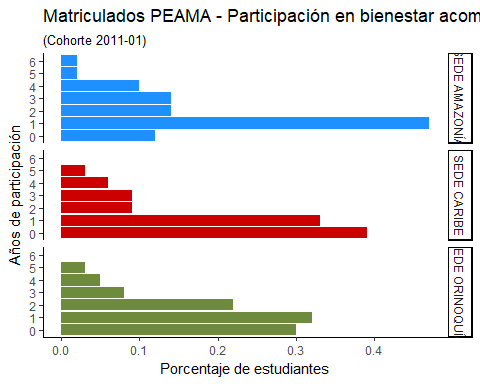 Matriculados PEAMA - Participación en bienestar acom
(Cohorte 2011-01)
Años de participación
6
5
4
3
2
1
0
SEDE AMAZONÍA
6
5
4
3
2
1
0
SEDE CARIBE
6
5
4
3
2
1
0
EDE ORINOQUÍ
0.0 0.1 0.2 0.3 0.4
Porcentaje de estudiantes